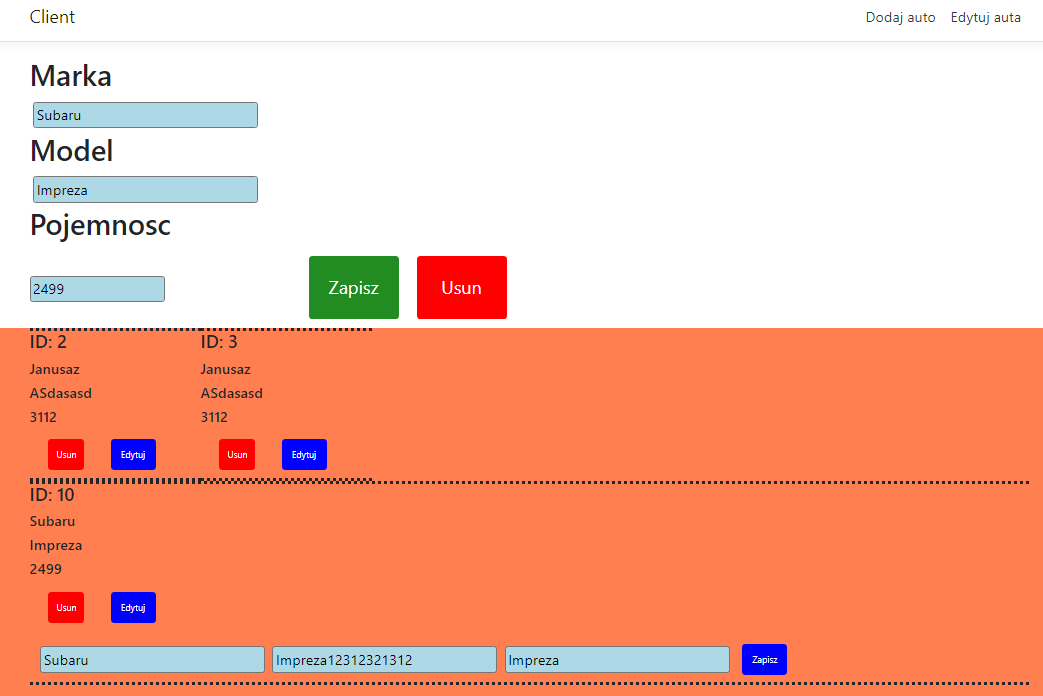 Client Dodaj auto Edytuj auta
Marka
Subaru
Model
Impreza
Pojemnosc
2499 Zapisz Usun
ID: 2 ID: 3
Janusaz Janusaz
ASdasasd ASdasasd
3112 3112
Usun Edytuj Usun Edytuj
ID: 10
Subaru
Impreza
2499
Usun Edytuj
Subaru Impreza12312321312 Impreza Zapisz